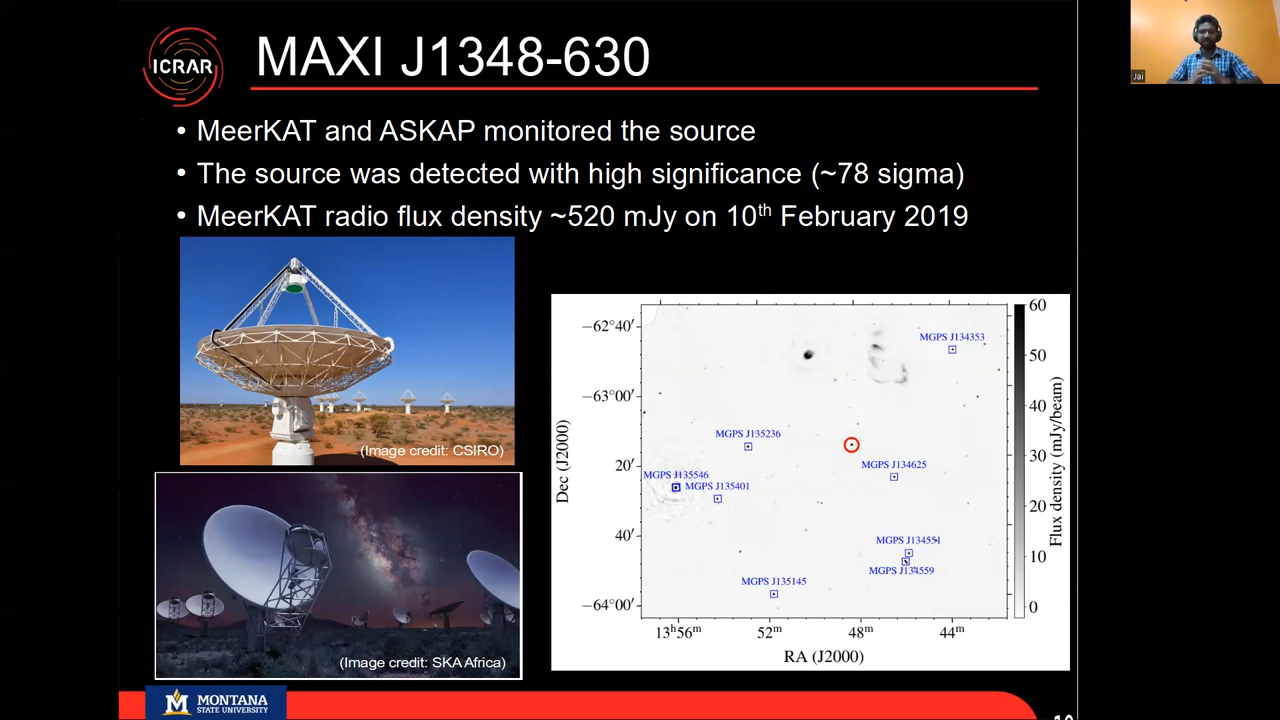 ICRAR
MAXI J1348-630
Jai
• MeerKAT and ASKAP monitored the source
• The source was detected with high significance (~78 sigma)
• MeerKAT radio flux density ~520 mJy on 10th February 2019
(Image credit: CSIRO)
(Image credit: SKA Africa)
−62°40′
−63°00′
20′
40′
−64°00′
Dec (J2000)
MGPS J134353
MGPS J135236
MGPS J134625
MGPS J135546
MGPS J135401
MGPS J134551
MGPS J134559
MGPS J135145
13h56m
52m
48m
44m
RA (J2000)
60
50
40
30
20
10
0
Flux density (mJy/beam)
M MONTANA
STATE UNIVERSITY